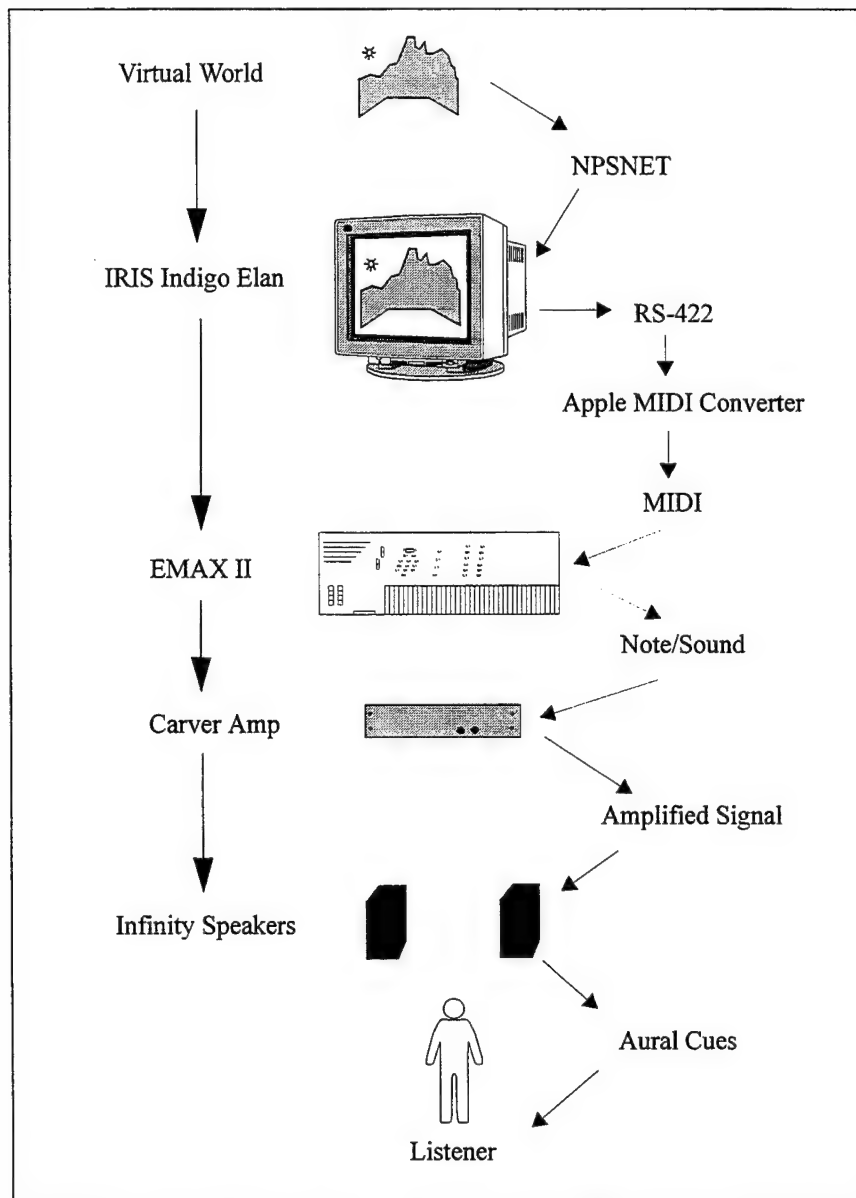 Virtual World
NPSNET
IRIS Indigo Elan
RS-422
Apple MIDI Converter
MIDI
EMAX II
Note/Sound
Carver Amp
Amplified Signal
Infinity Speakers
Aural Cues
Listener